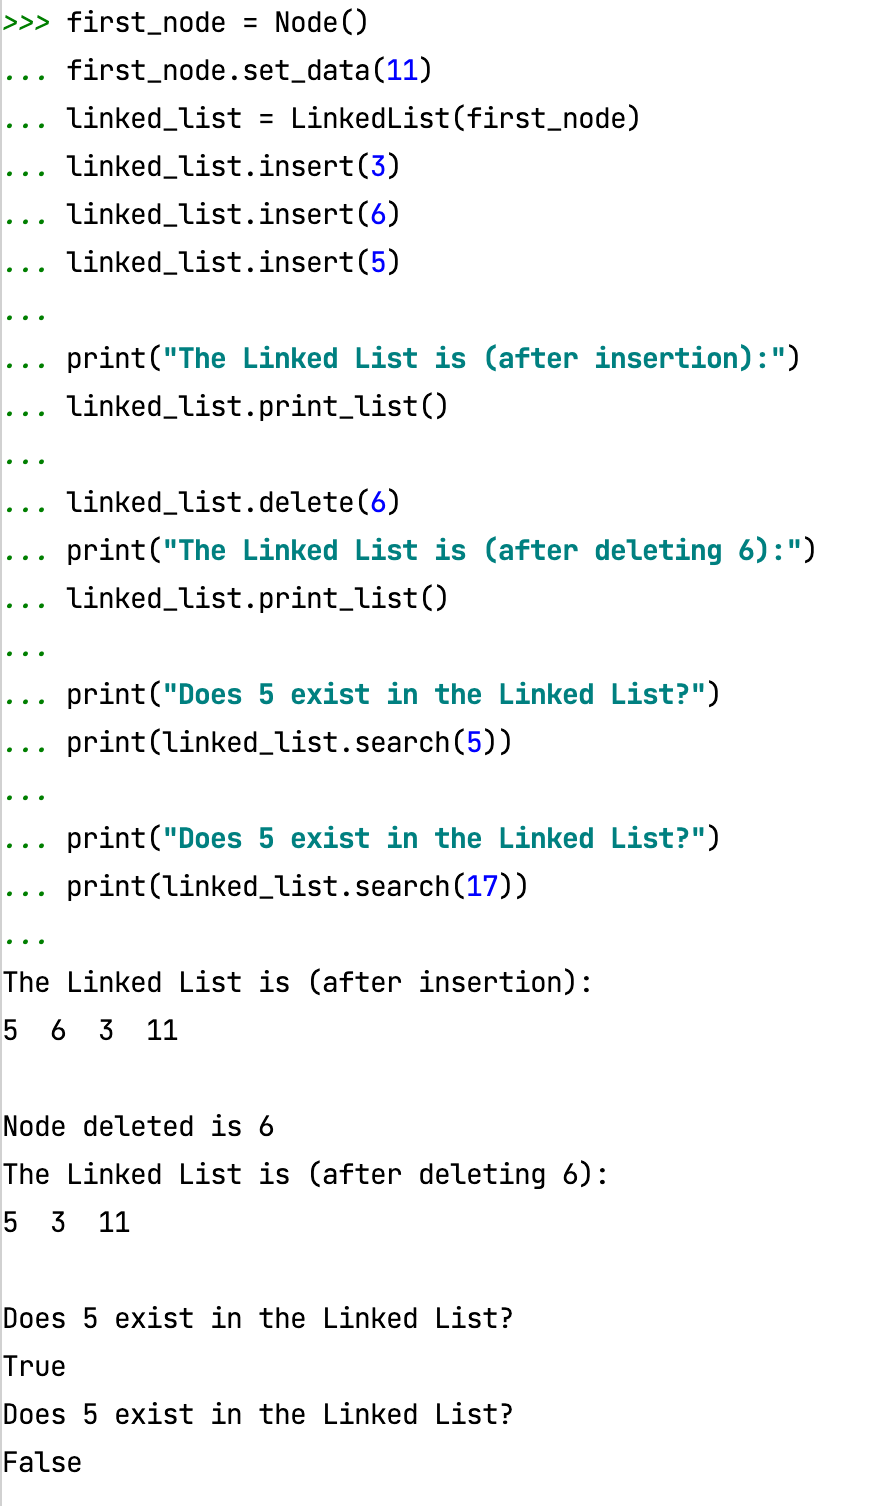 >>> first_node = Node()
... first_node.set_data(11)
... linked_list = LinkedList(first_node)
... linked_list.insert(3)
... linked_list.insert(6)
... linked_list.insert(5)
...
... print("The Linked List is (after insertion):")
... linked_list.print_list()
...
... linked_list.delete(6)
... print("The Linked List is (after deleting 6):")
... linked_list.print_list()
...
... print("Does 5 exist in the Linked List?")
... print(linked_list.search(5))
...
... print("Does 5 exist in the Linked List?")
... print(linked_list.search(17))
...
The Linked List is (after insertion):
5  6  3  11
Node deleted is 6
The Linked List is (after deleting 6):
5  3  11
Does 5 exist in the Linked List?
True
Does 5 exist in the Linked List?
False